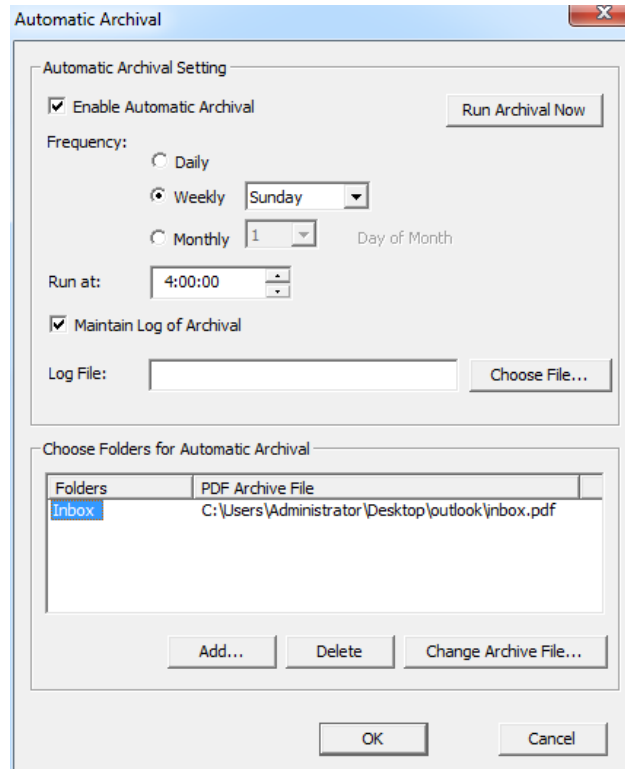 Automatic Archival
Automatic Archival Setting
Enable Automatic Archival
Run Archival Now
Frequency:
Daily
Weekly Sunday
Monthly 1 Day of Month
Run at: 4:00:00
Maintain Log of Archival
Log File: Choose File...
Choose Folders for Automatic Archival
Folders PDF Archive File
Inbox C:\Users\Administrator\Desktop\outlook\inbox.pdf
Add... Delete Change Archive File...
OK Cancel